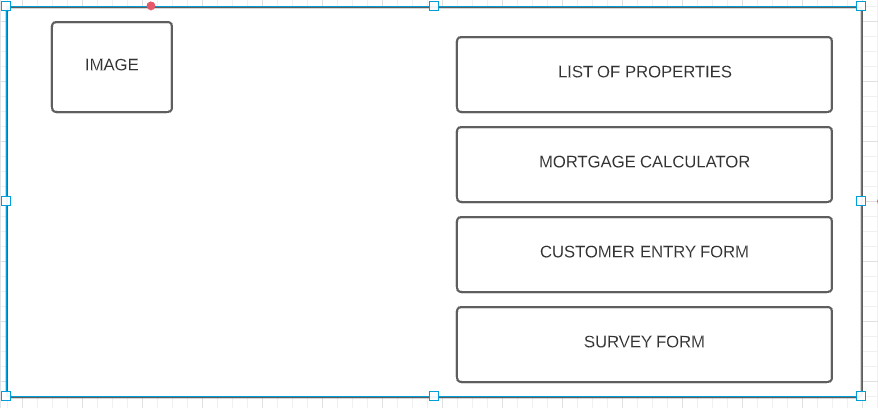 IMAGE
LIST OF PROPERTIES
MORTGAGE CALCULATOR
CUSTOMER ENTRY FORM
SURVEY FORM